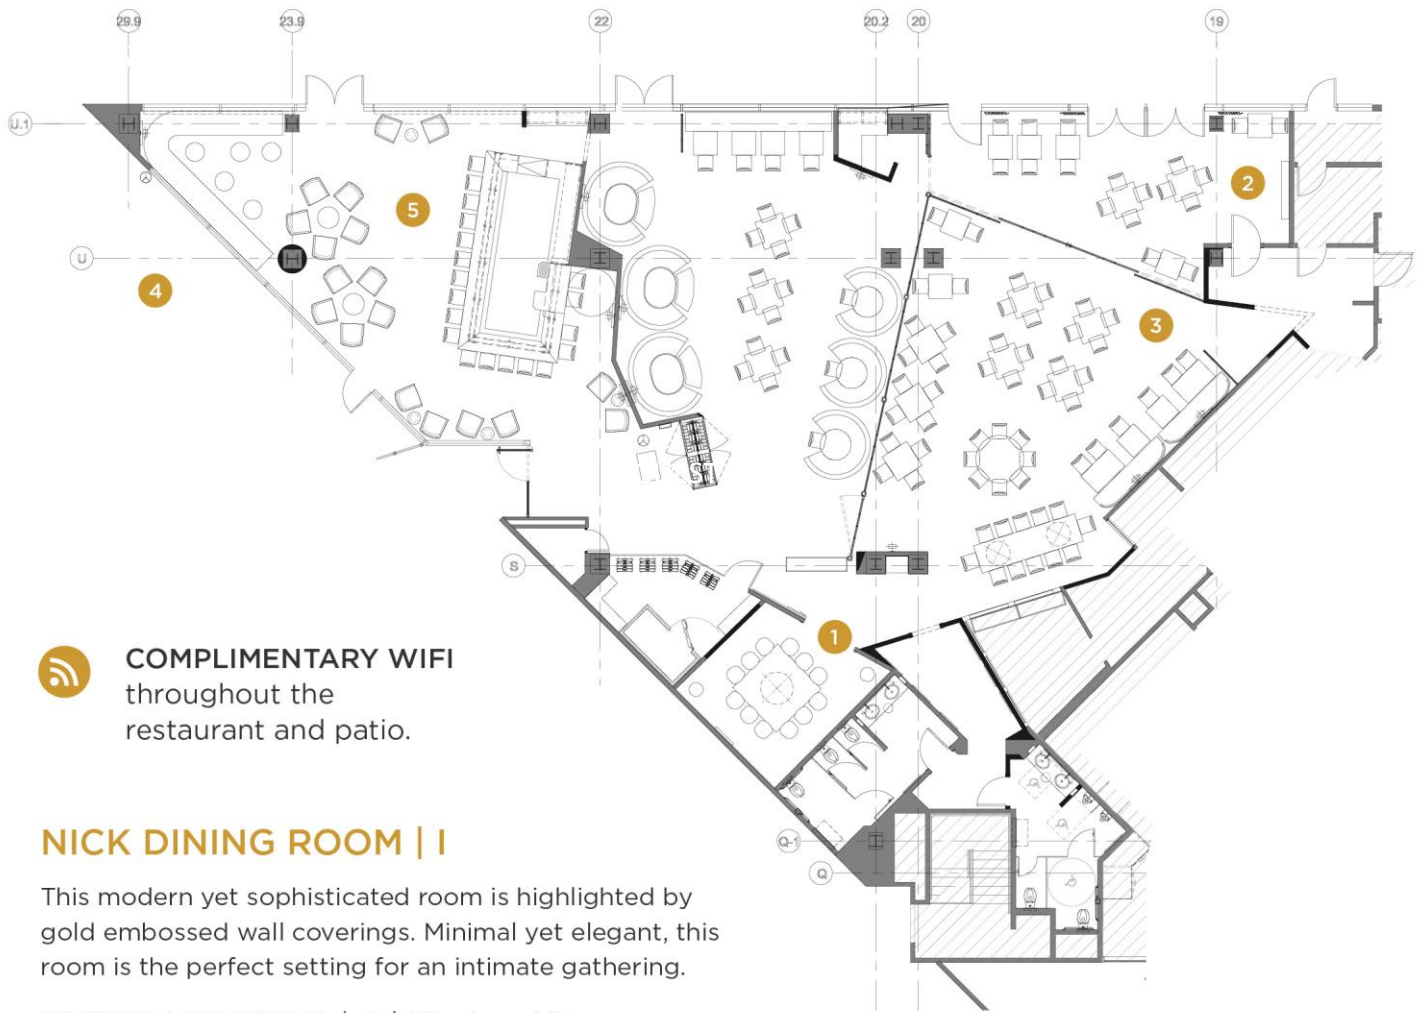 29.9 23.9 22 20.2 20 19
U.1
2
5
U
4
3
S
1
COMPLIMENTARY WIFI
throughout the
restaurant and patio.
Q-1
NICK DINING ROOM | I
Q
This modern yet sophisticated room is highlighted by
gold embossed wall coverings. Minimal yet elegant, this
room is the perfect setting for an intimate gathering.